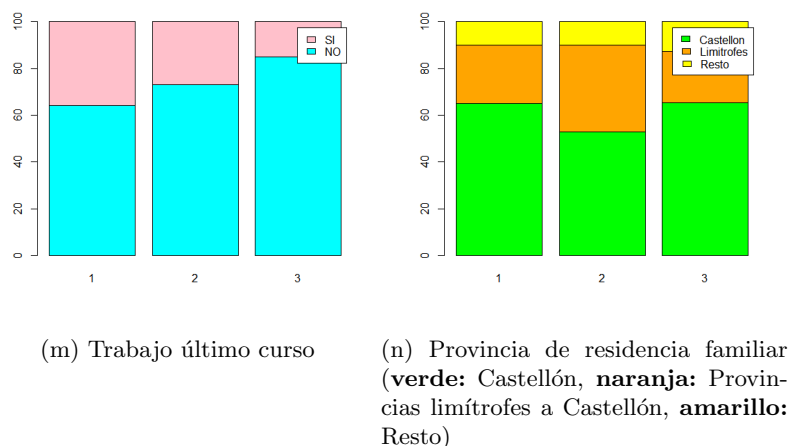 100
80
60
40
20
0
SI
NO
1 2 3
(m) Trabajo último curso
100
80
60
40
20
0
Castellon
Limitrofes
Resto
1 2 3
(n) Provincia de residencia familiar
(verde: Castellón, naranja: Provin-
cias limítrofes a Castellón, amarillo:
Resto)